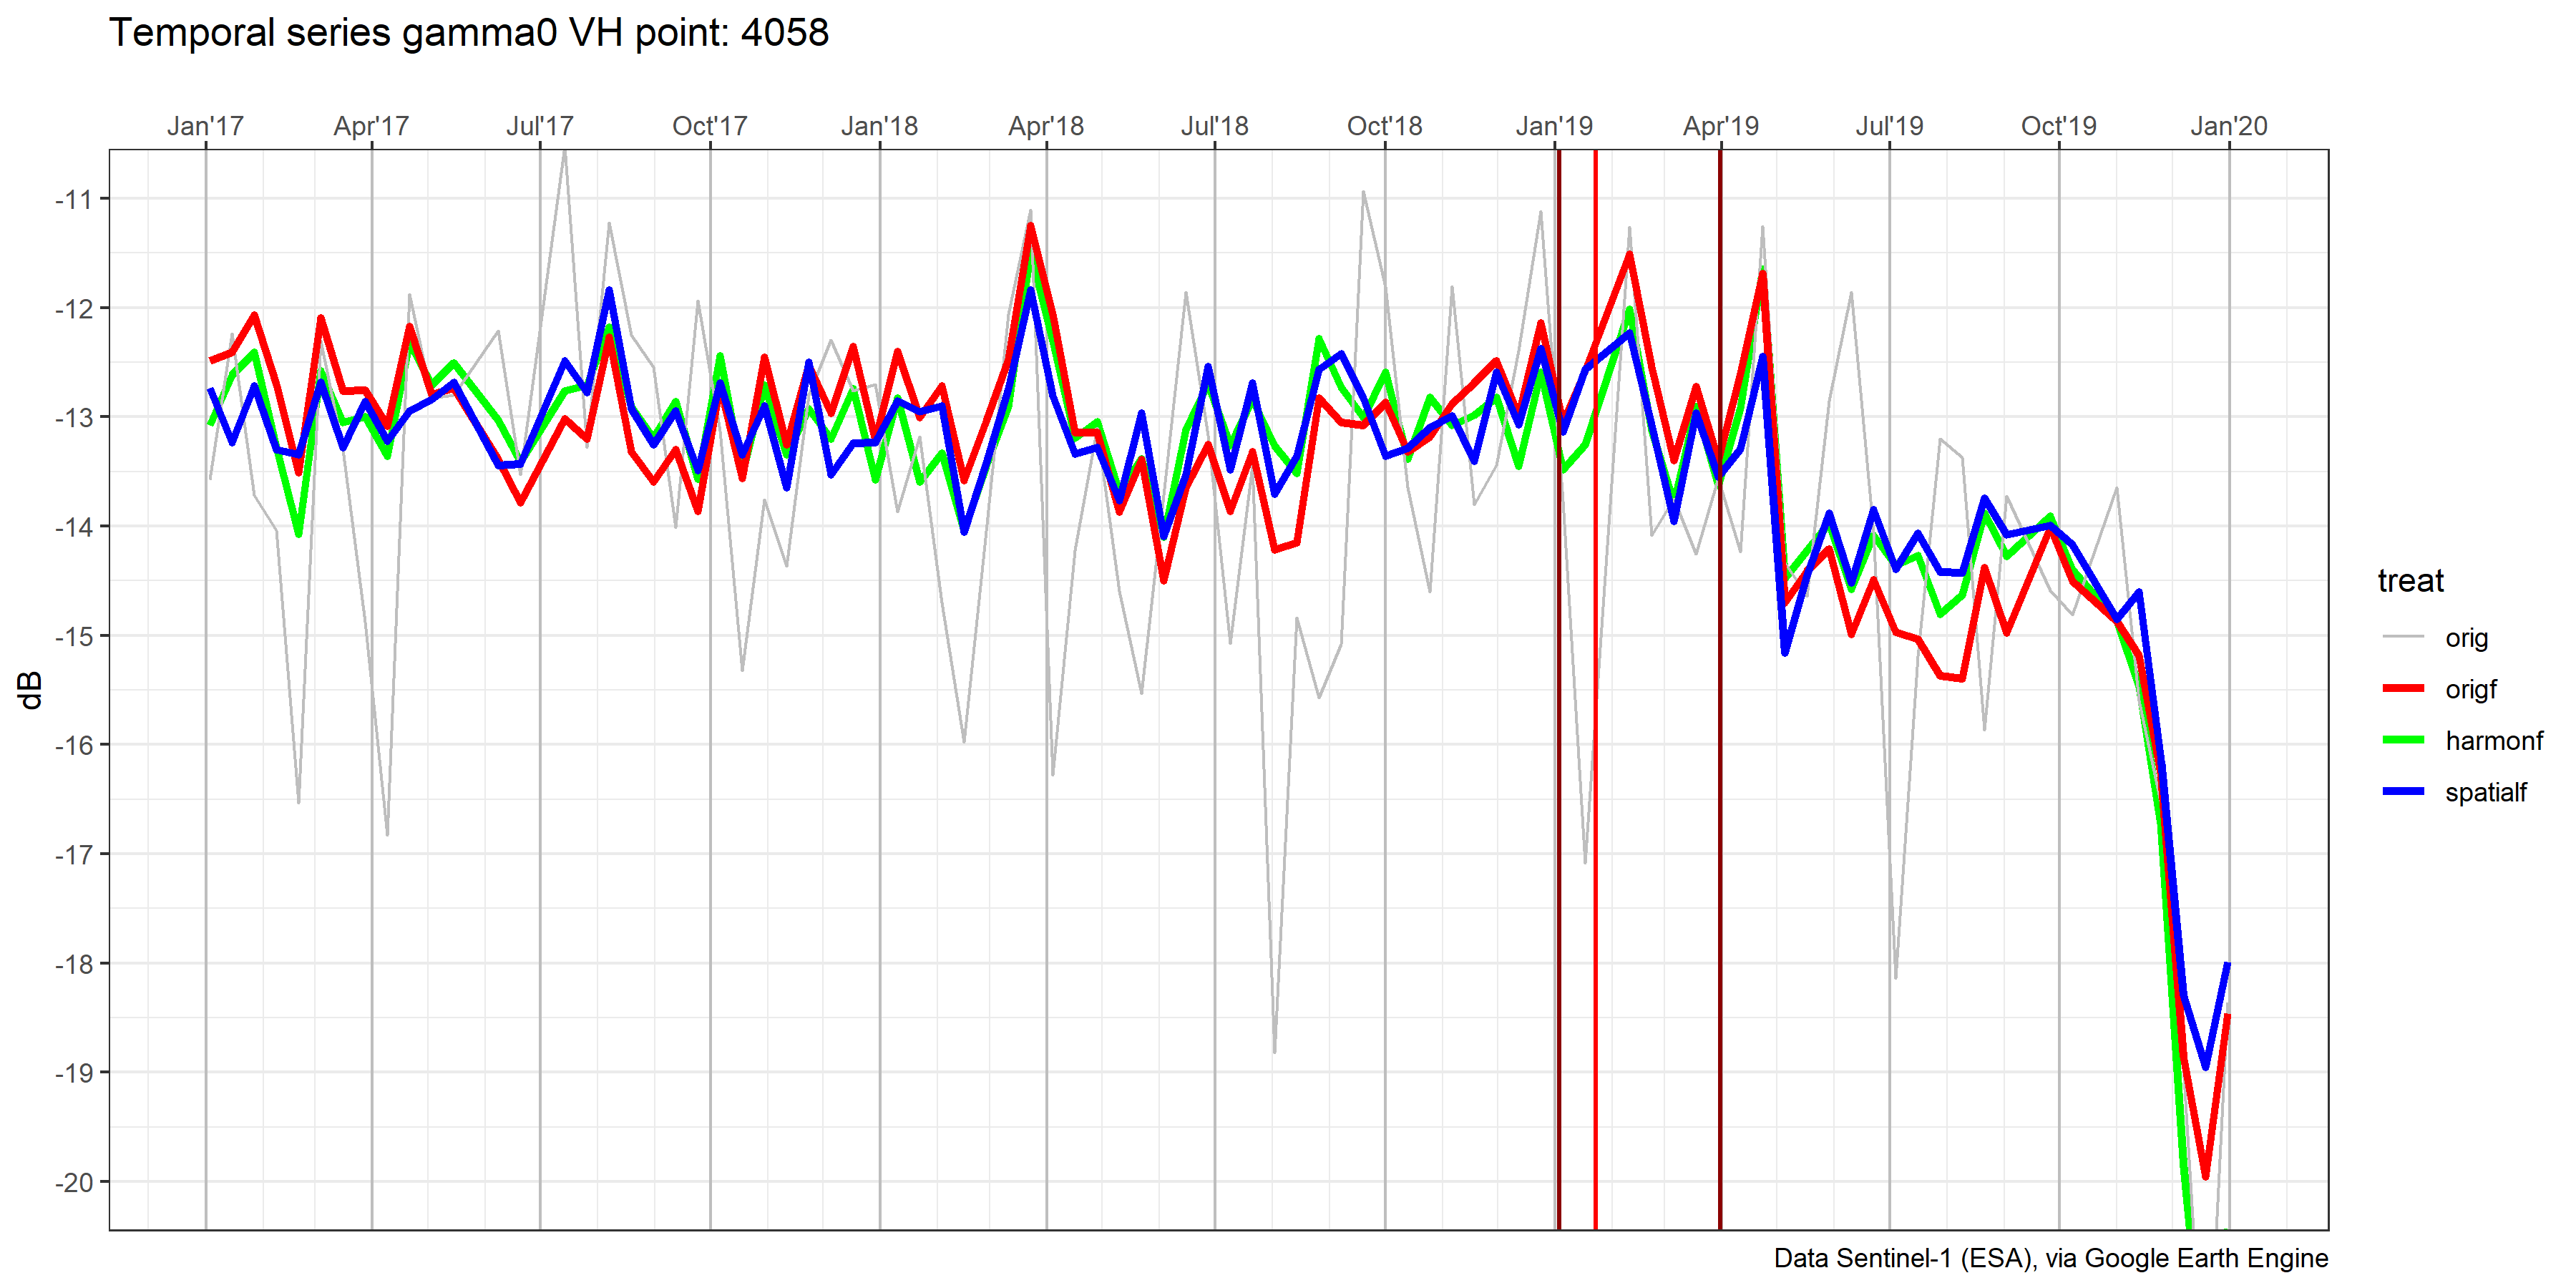 Temporal series gamma0 VH point: 4058
Jan'17 Apr'17 Jul'17 Oct'17 Jan'18 Apr'18 Jul'18 Oct'18 Jan'19 Apr'19 Jul'19 Oct'19 Jan'20
-11
-12
-13
-14
-15
-16
-17
-18
-19
-20
dB
treat
orig
origf
harmonf
spatialf
Data Sentinel-1 (ESA), via Google Earth Engine